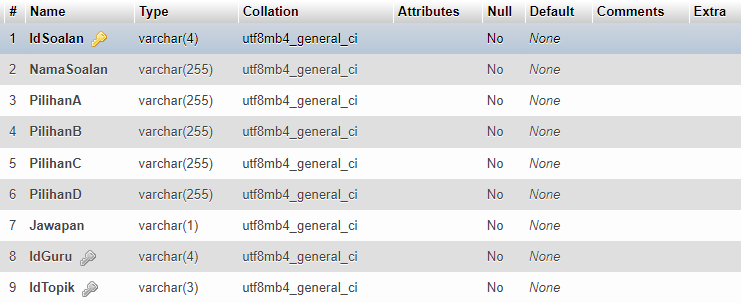 # Name Type Collation Attributes Null Default Comments Extra
1 IdSoalan varchar(4) utf8mb4_general_ci No None
2 NamaSoalan varchar(255) utf8mb4_general_ci No None
3 PilihanA varchar(255) utf8mb4_general_ci No None
4 PilihanB varchar(255) utf8mb4_general_ci No None
5 PilihanC varchar(255) utf8mb4_general_ci No None
6 PilihanD varchar(255) utf8mb4_general_ci No None
7 Jawapan varchar(1) utf8mb4_general_ci No None
8 IdGuru varchar(4) utf8mb4_general_ci No None
9 IdTopik varchar(3) utf8mb4_general_ci No None